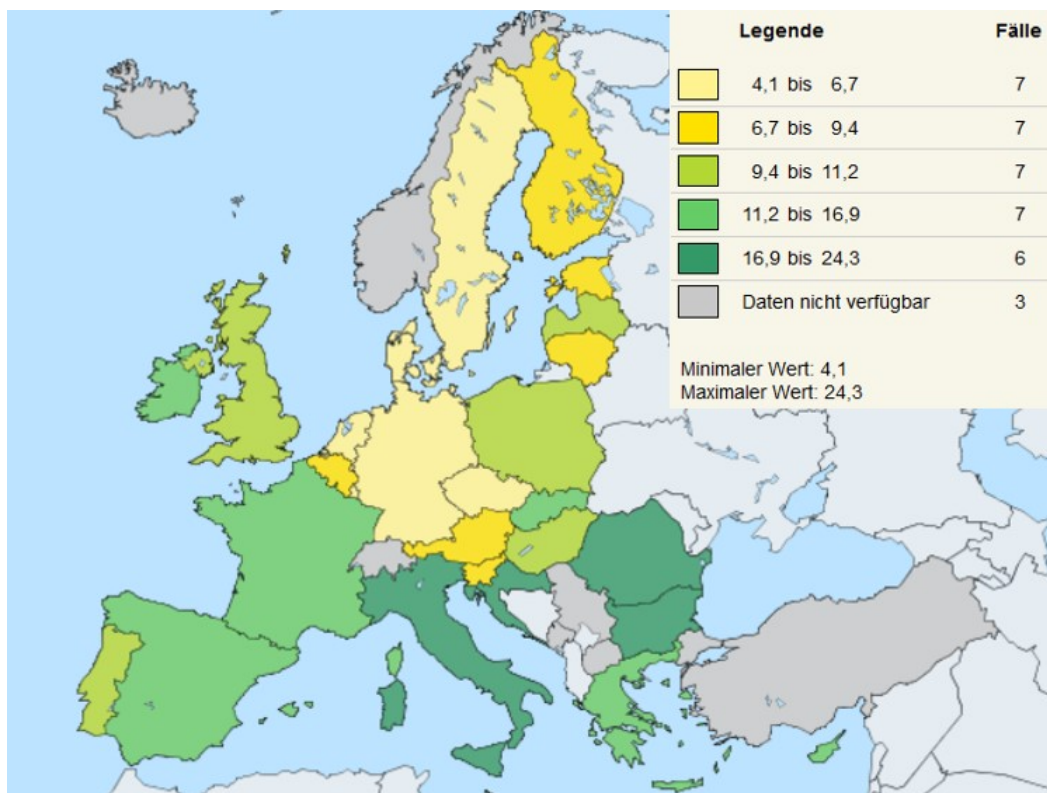 Legende Fälle
4,1 bis 6,7 7
6,7 bis 9,4 7
9,4 bis 11,2 7
11,2 bis 16,9 7
16,9 bis 24,3 6
Daten nicht verfügbar 3
Minimaler Wert: 4,1
Maximaler Wert: 24,3